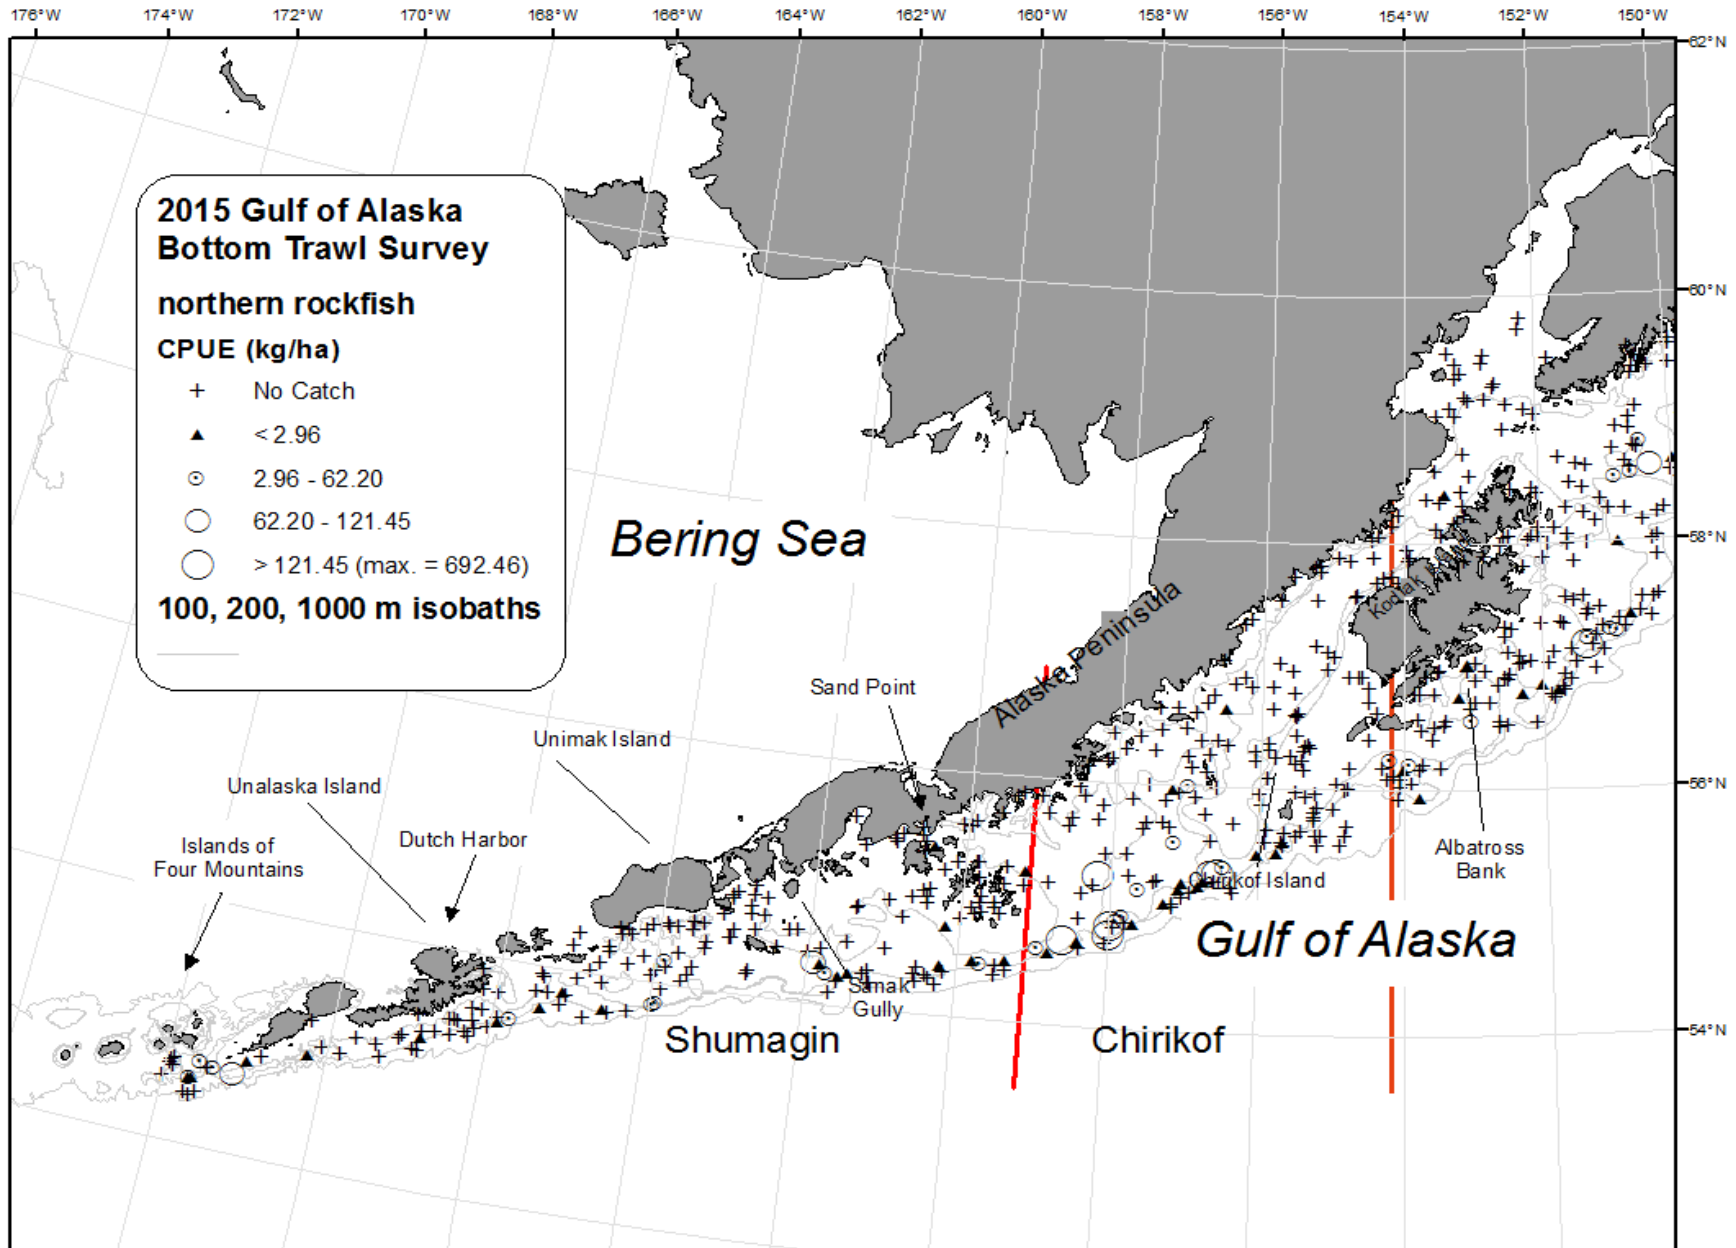 176°W 174°W 172°W 170°W 168°W 166°W 164°W 162°W 160°W 158°W 156°W 154°W 152°W 150°W
62°N
2015 Gulf of Alaska
Bottom Trawl Survey
northern rockfish
CPUE (kg/ha)
No Catch
< 2.96
2.96 - 62.20
62.20 - 121.45
> 121.45 (max. = 692.46)
100, 200, 1000 m isobaths
60°N
Bering Sea
58°N
Kodiak
Alaska Peninsula
Sand Point
Unimak Island
Unalaska Island
56°N
Dutch Harbor
Islands of
Four Mountains
Albatross
Bank
Chirikof Island
Gulf of Alaska
Sanak
Gully
Shumagin
Chirikof
54°N